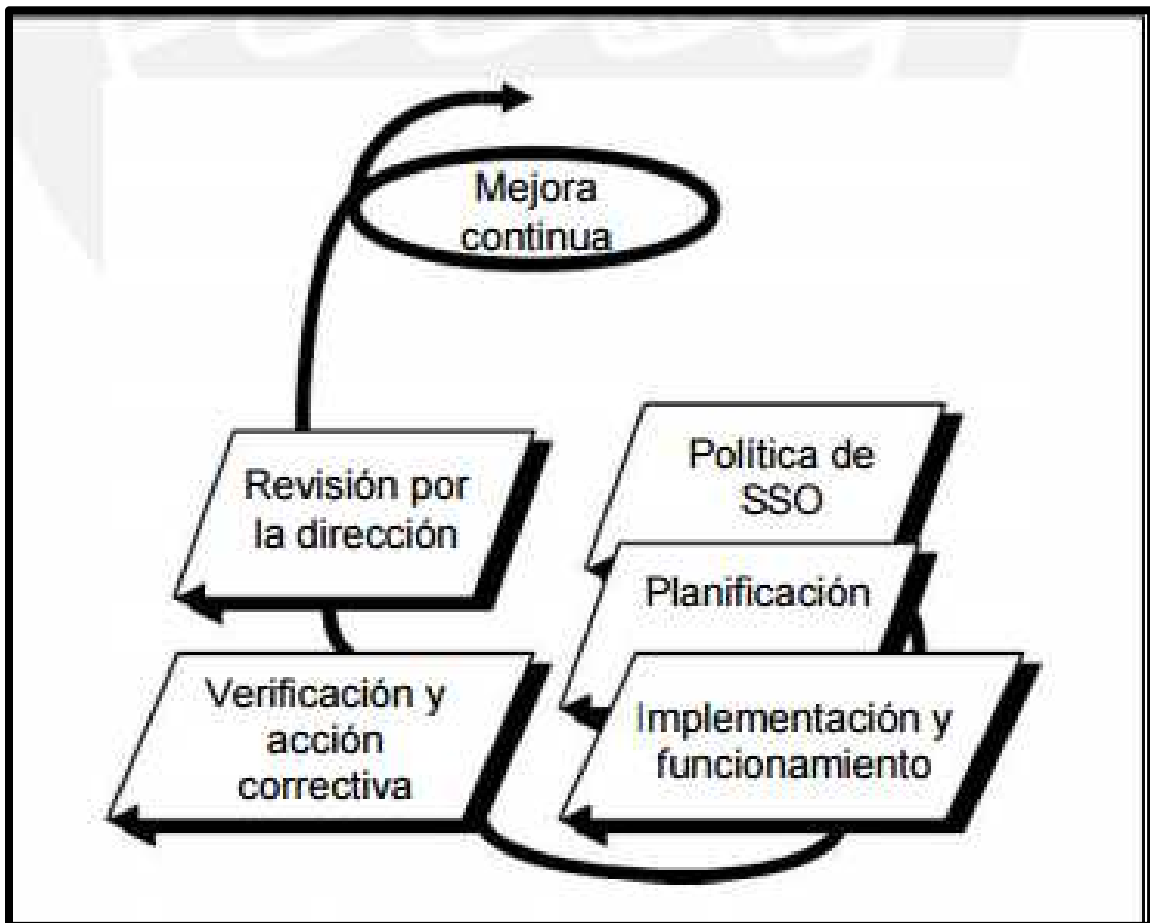 Mejora
continua
Política de
SSO
Revisión por
la dirección
Planificación
Verificación y
acción
correctiva
Implementación y
funcionamiento